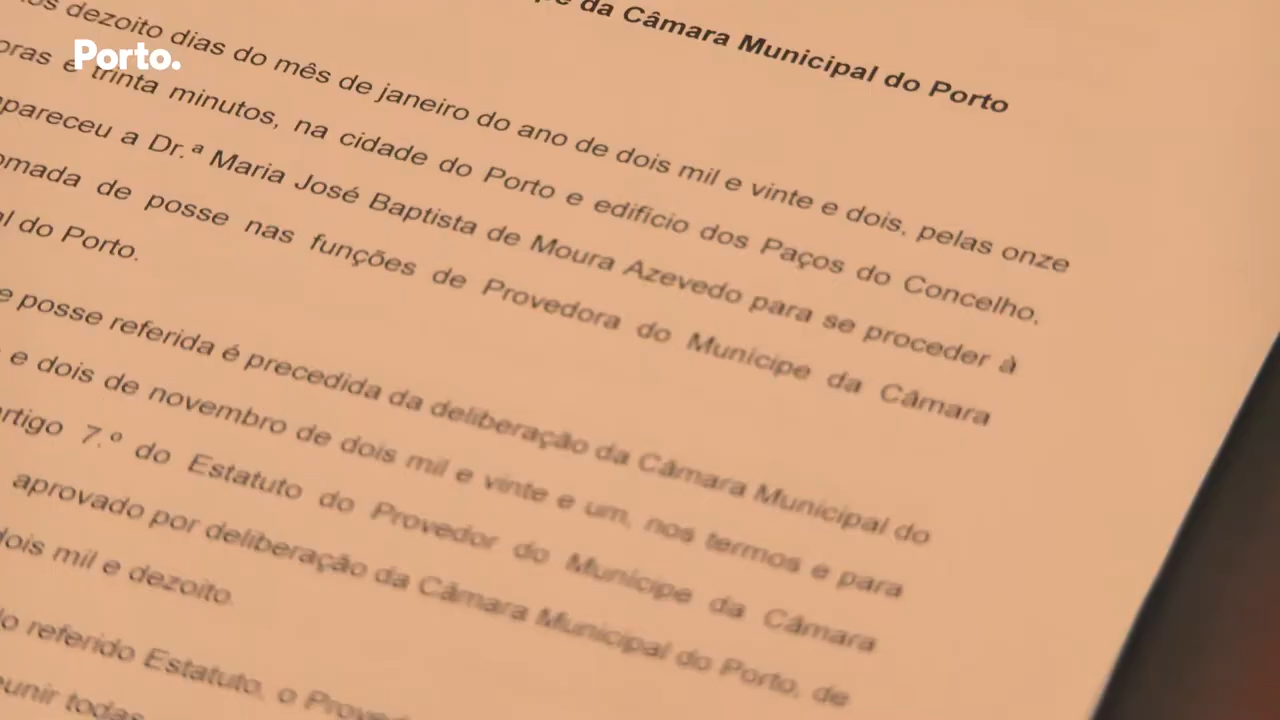 Porto.
da Câmara Municipal do Porto
dezoito dias do mês de janeiro do ano de dois mil e vinte e dois, pelas onze
e trinta minutos, na cidade do Porto e edifício dos Paços do Concelho,
pareceu a Dr.ª Maria José Baptista de Moura Azevedo para se proceder à
omada de posse nas funções de Provedora do Munícipe da Câmara
al do Porto.
e posse referida é precedida da deliberação da Câmara Municipal do
e dois de novembro de dois mil e vinte e um, nos termos e para
rtigo 7.º do Estatuto do Provedor do Munícipe da Câmara
aprovado por deliberação da Câmara Municipal do Porto, de
dois mil e dezoito.
do referido Estatuto, o Prove
eunir todas